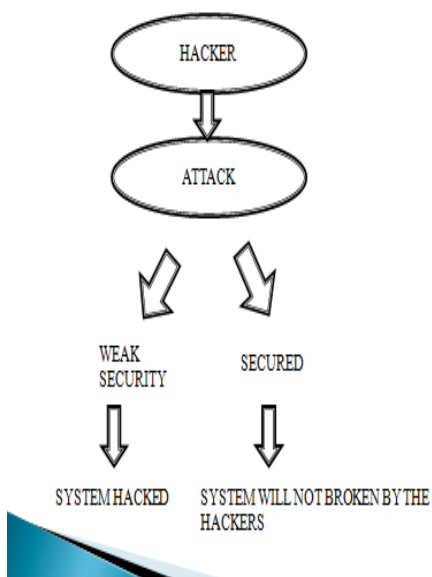 HACKER
ATTACK
WEAK
SECURITY
SECURED
SYSTEM HACKED
SYSTEM WILL NOT BROKEN BY THE
HACKERS